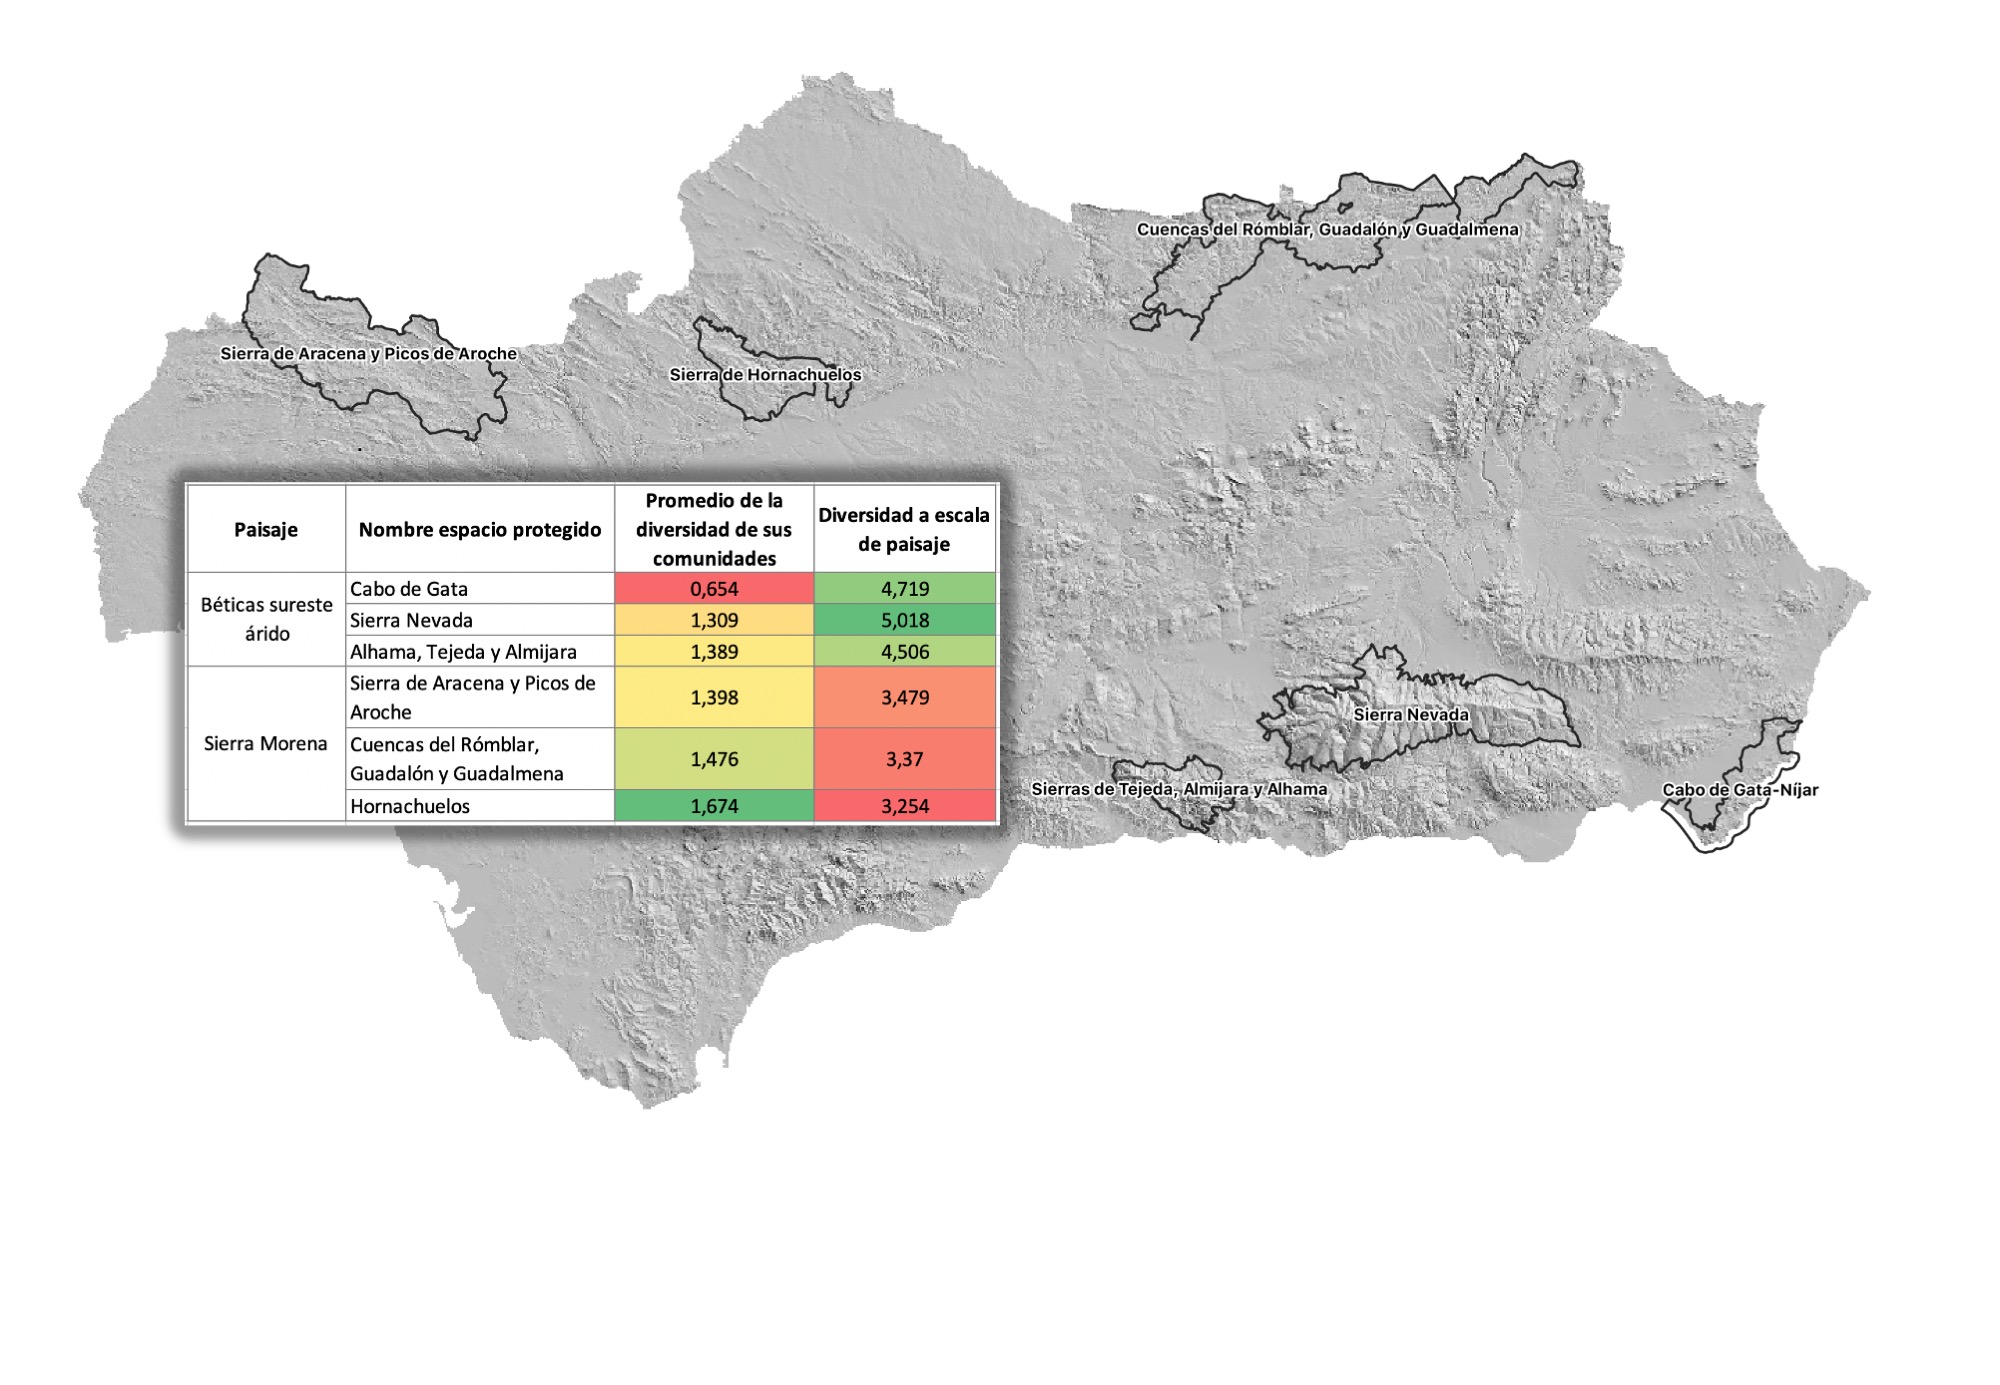 Cuencas del Rómblar, Guadalón y Guadalmena
Sierra de Aracena y Picos de Aroche
Sierra de Hornachuelos
Paisaje
Nombre espacio protegido
Promedio de la
diversidad de sus
comunidades
Diversidad a escala
de paisaje
Béticas sureste
árido
Cabo de Gata
0,654
4,719
Sierra Nevada
1,309
5,018
Alhama, Tejeda y Almijara
1,389
4,506
Sierra Morena
Sierra de Aracena y Picos de
Aroche
1,398
3,479
Cuencas del Rómblar,
Guadalón y Guadalmena
1,476
3,37
Hornachuelos
1,674
3,254
Sierra Nevada
Sierras de Tejeda, Almijara y Alhama
Cabo de Gata-Níjar